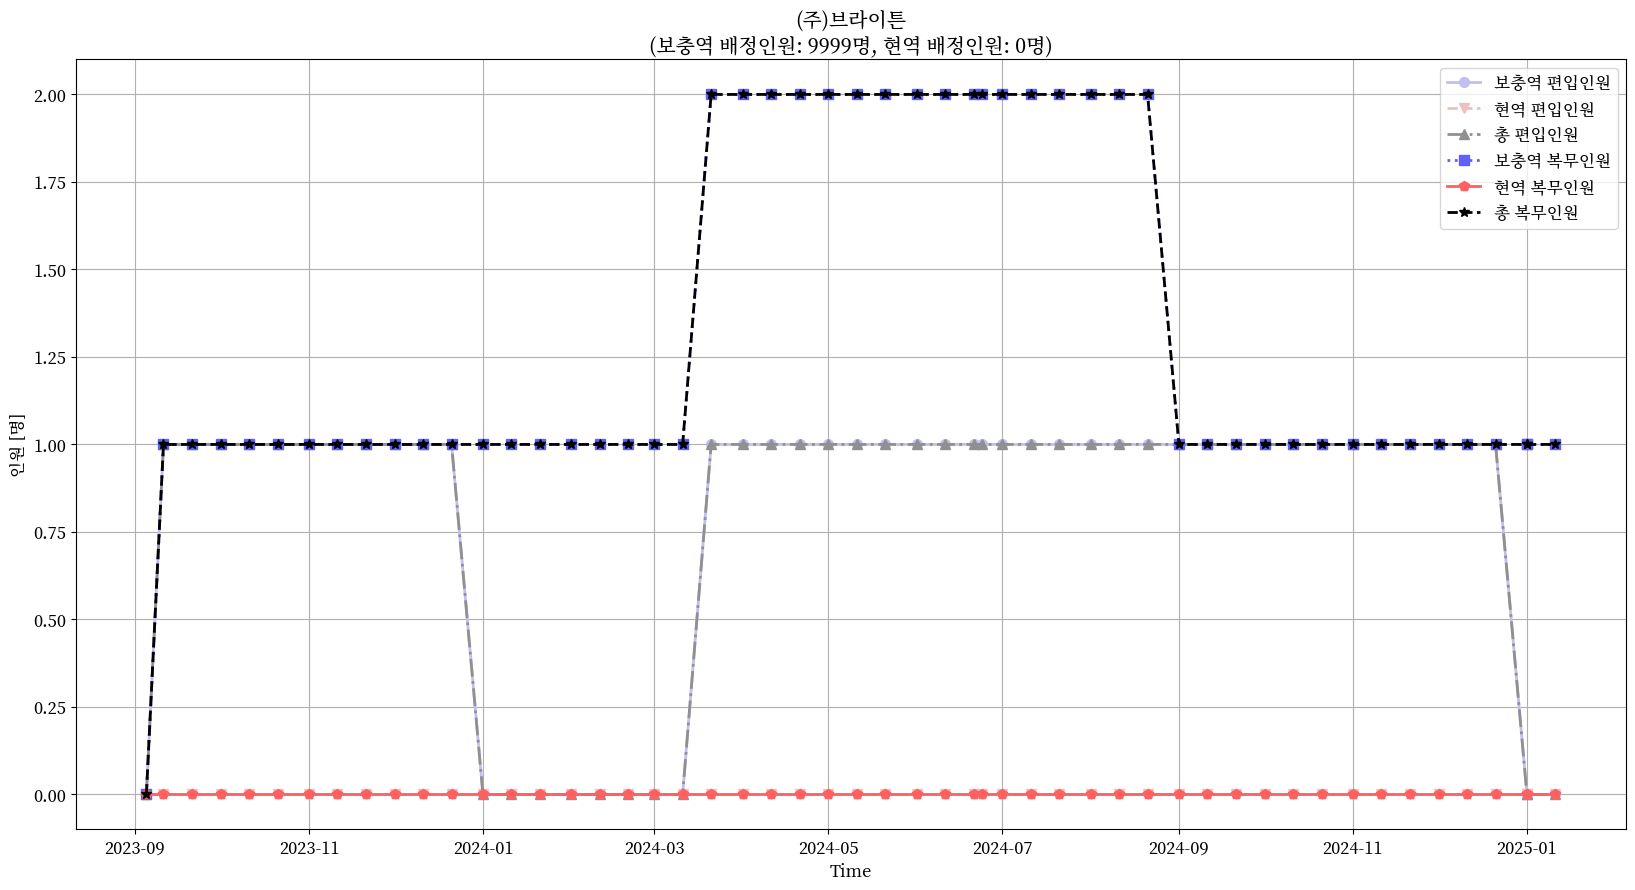 (주)브라이튼
(보충역 배정인원: 9999명, 현역 배정인원: 0명)
보충역 편입인원
현역 편입인원
총 편입인원
보충역 복무인원
현역 복무인원
총 복무인원
2.00
1.75
1.50
1.25
1.00
0.75
0.50
0.25
0.00
인원 [명]
2023-09 2023-11 2024-01 2024-03 2024-05 2024-07 2024-09 2024-11 2025-01
Time